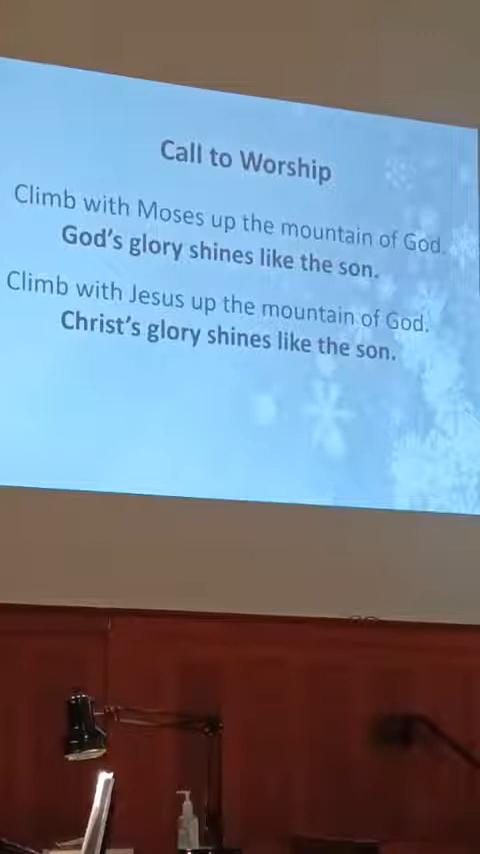 Call to Worship
Climb with Moses up the mountain of God.
God's glory shines like the son.
Climb with Jesus up the mountain of God.
Christ's glory shines like the son.